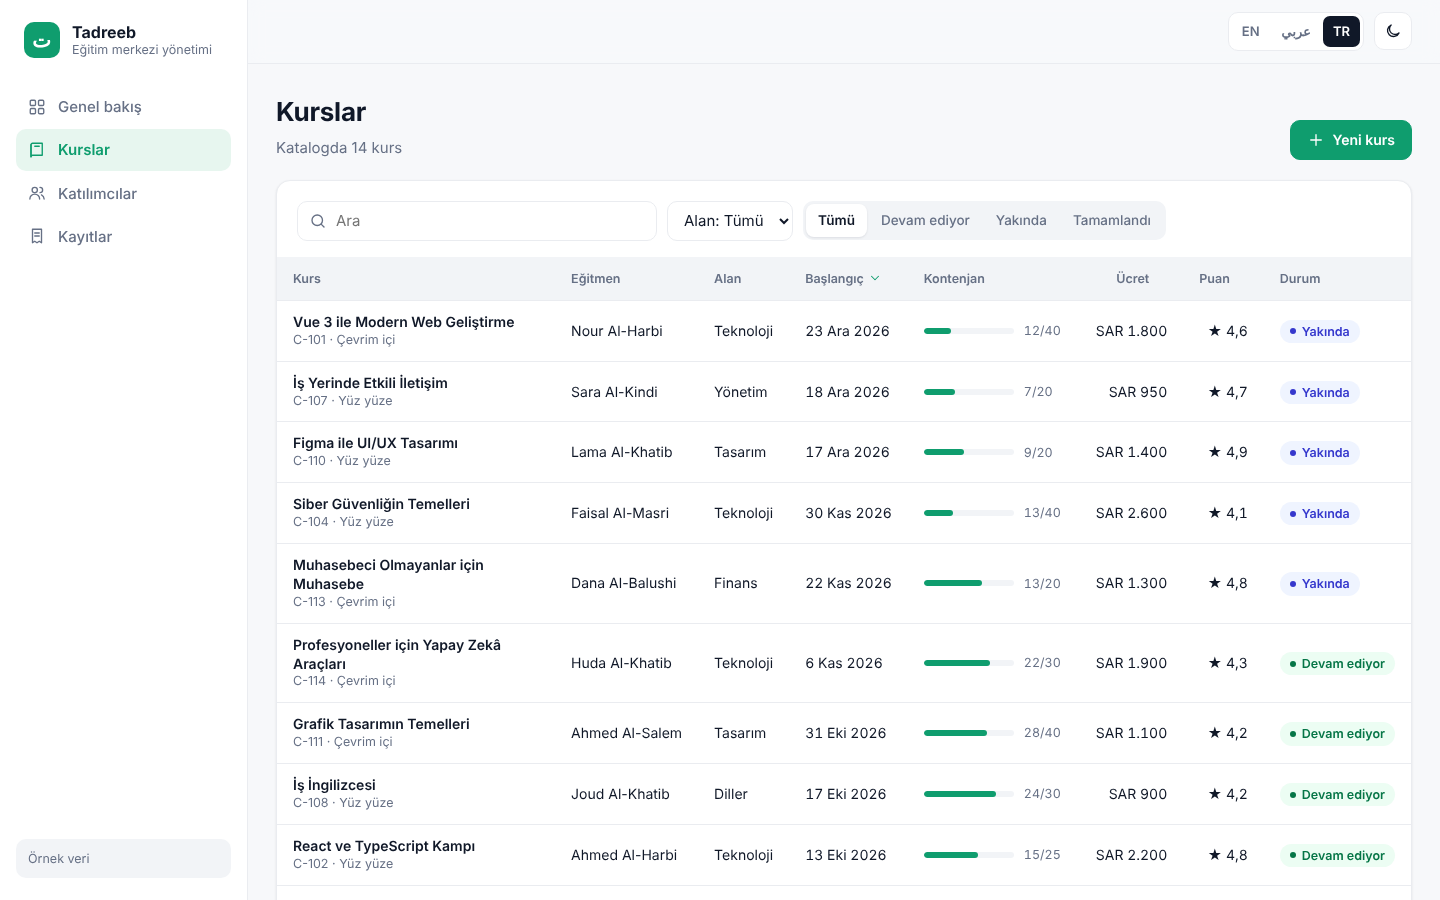 ت
Tadreeb
Eğitim merkezi yönetimi
Genel bakış
Kurslar
Katılımcılar
Kayıtlar
Örnek veri
EN عربي TR
Kurslar
Katalogda 14 kurs
Yeni kurs
Ara
Alan: Tümü
Tümü Devam ediyor Yakında Tamamlandı
Kurs Eğitmen Alan Başlangıç Kontenjan Ücret Puan Durum
Vue 3 ile Modern Web Geliştirme
C-101 · Çevrim içi
Nour Al-Harbi Teknoloji 23 Ara 2026 12/40 SAR 1.800 ★ 4,6 Yakında
İş Yerinde Etkili İletişim
C-107 · Yüz yüze
Sara Al-Kindi Yönetim 18 Ara 2026 7/20 SAR 950 ★ 4,7 Yakında
Figma ile UI/UX Tasarımı
C-110 · Yüz yüze
Lama Al-Khatib Tasarım 17 Ara 2026 9/20 SAR 1.400 ★ 4,9 Yakında
Siber Güvenliğin Temelleri
C-104 · Yüz yüze
Faisal Al-Masri Teknoloji 30 Kas 2026 13/40 SAR 2.600 ★ 4,1 Yakında
Muhasebeci Olmayanlar için
Muhasebe
C-113 · Çevrim içi
Dana Al-Balushi Finans 22 Kas 2026 13/20 SAR 1.300 ★ 4,8 Yakında
Profesyoneller için Yapay Zekâ
Araçları
C-114 · Çevrim içi
Huda Al-Khatib Teknoloji 6 Kas 2026 22/30 SAR 1.900 ★ 4,3 Devam ediyor
Grafik Tasarımın Temelleri
C-111 · Çevrim içi
Ahmed Al-Salem Tasarım 31 Eki 2026 28/40 SAR 1.100 ★ 4,2 Devam ediyor
İş İngilizcesi
C-108 · Yüz yüze
Joud Al-Khatib Diller 17 Eki 2026 24/30 SAR 900 ★ 4,2 Devam ediyor
React ve TypeScript Kampı
C-102 · Yüz yüze
Ahmed Al-Harbi Teknoloji 13 Eki 2026 15/25 SAR 2.200 ★ 4,8 Devam ediyor